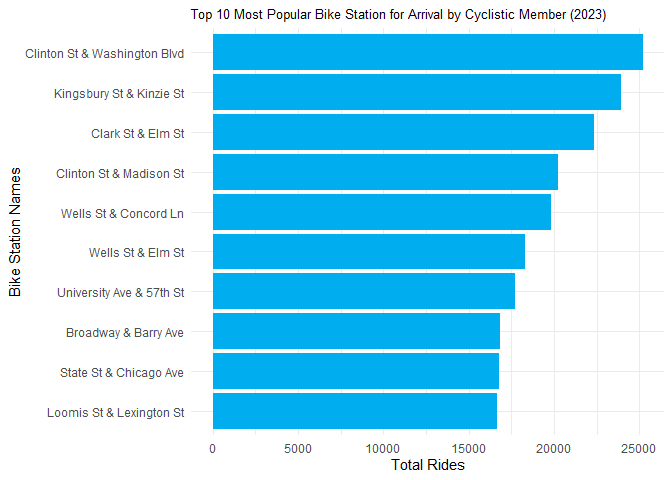 Top 10 Most Popular Bike Station for Arrival by Cyclistic Member (2023)
Clinton St & Washington Blvd
Kingsbury St & Kinzie St
Clark St & Elm St
Clinton St & Madison St
Wells St & Concord Ln
Wells St & Elm St
University Ave & 57th St
Broadway & Barry Ave
State St & Chicago Ave
Loomis St & Lexington St
Bike Station Names
0 5000 10000 15000 20000 25000
Total Rides